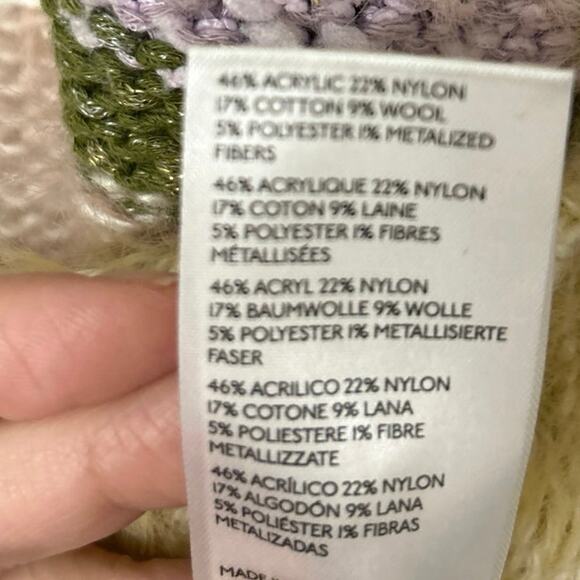 46% ACRYLIC 22% NYLON
17% COTTON 9% WOOL
5% POLYESTER 1% METALIZED
FIBERS
46% ACRYLIQUE 22% NYLON
17% COTON 9% LAINE
5% POLYESTER 1% FIBRES
MÉTALLISÉES
46% ACRYL 22% NYLON
17% BAUMWOLLE 9% WOLLE
5% POLYESTER 1% METALLISIERTE
FASER
46% ACRILICO 22% NYLON
17% COTONE 9% LANA
5% POLIESTERE 1% FIBRE
METALLIZZATE
46% ACRÍLICO 22% NYLON
17% ALGODÓN 9% LANA
5% POLIÉSTER 1% FIBRAS
METALIZADAS
MADE